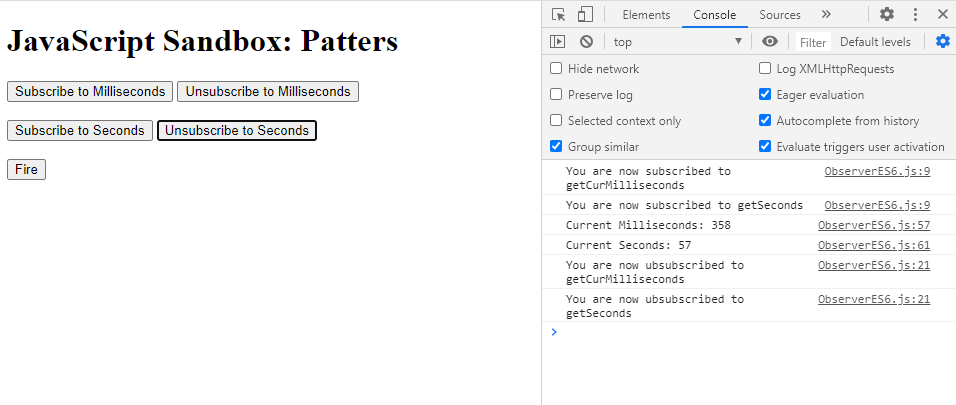 JavaScript Sandbox: Patters
Subscribe to Milliseconds Unsubscribe to Milliseconds
Subscribe to Seconds Unsubscribe to Seconds
Fire
Elements Console Sources »
top ▼ Filter Default levels
Hide network Log XMLHttpRequests
Preserve log Eager evaluation
Selected context only Autocomplete from history
Group similar Evaluate triggers user activation
You are now subscribed to ObserverES6.js:9
getCurMilliseconds
You are now subscribed to getSeconds ObserverES6.js:9
Current Milliseconds: 358 ObserverES6.js:57
Current Seconds: 57 ObserverES6.js:61
You are now ubsubscribed to ObserverES6.js:21
getCurMilliseconds
You are now ubsubscribed to ObserverES6.js:21
getSeconds
>